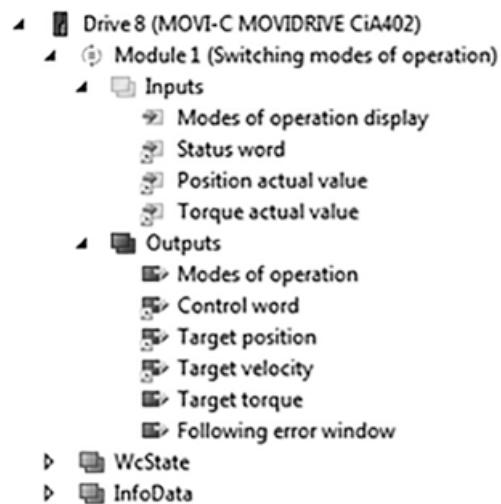 Drive 8 (MOVI-C MOVIDRIVE CiA402)
Module 1 (Switching modes of operation)
Inputs
Modes of operation display
Status word
Position actual value
Torque actual value
Outputs
Modes of operation
Control word
Target position
Target velocity
Target torque
Following error window
WcState
InfoData